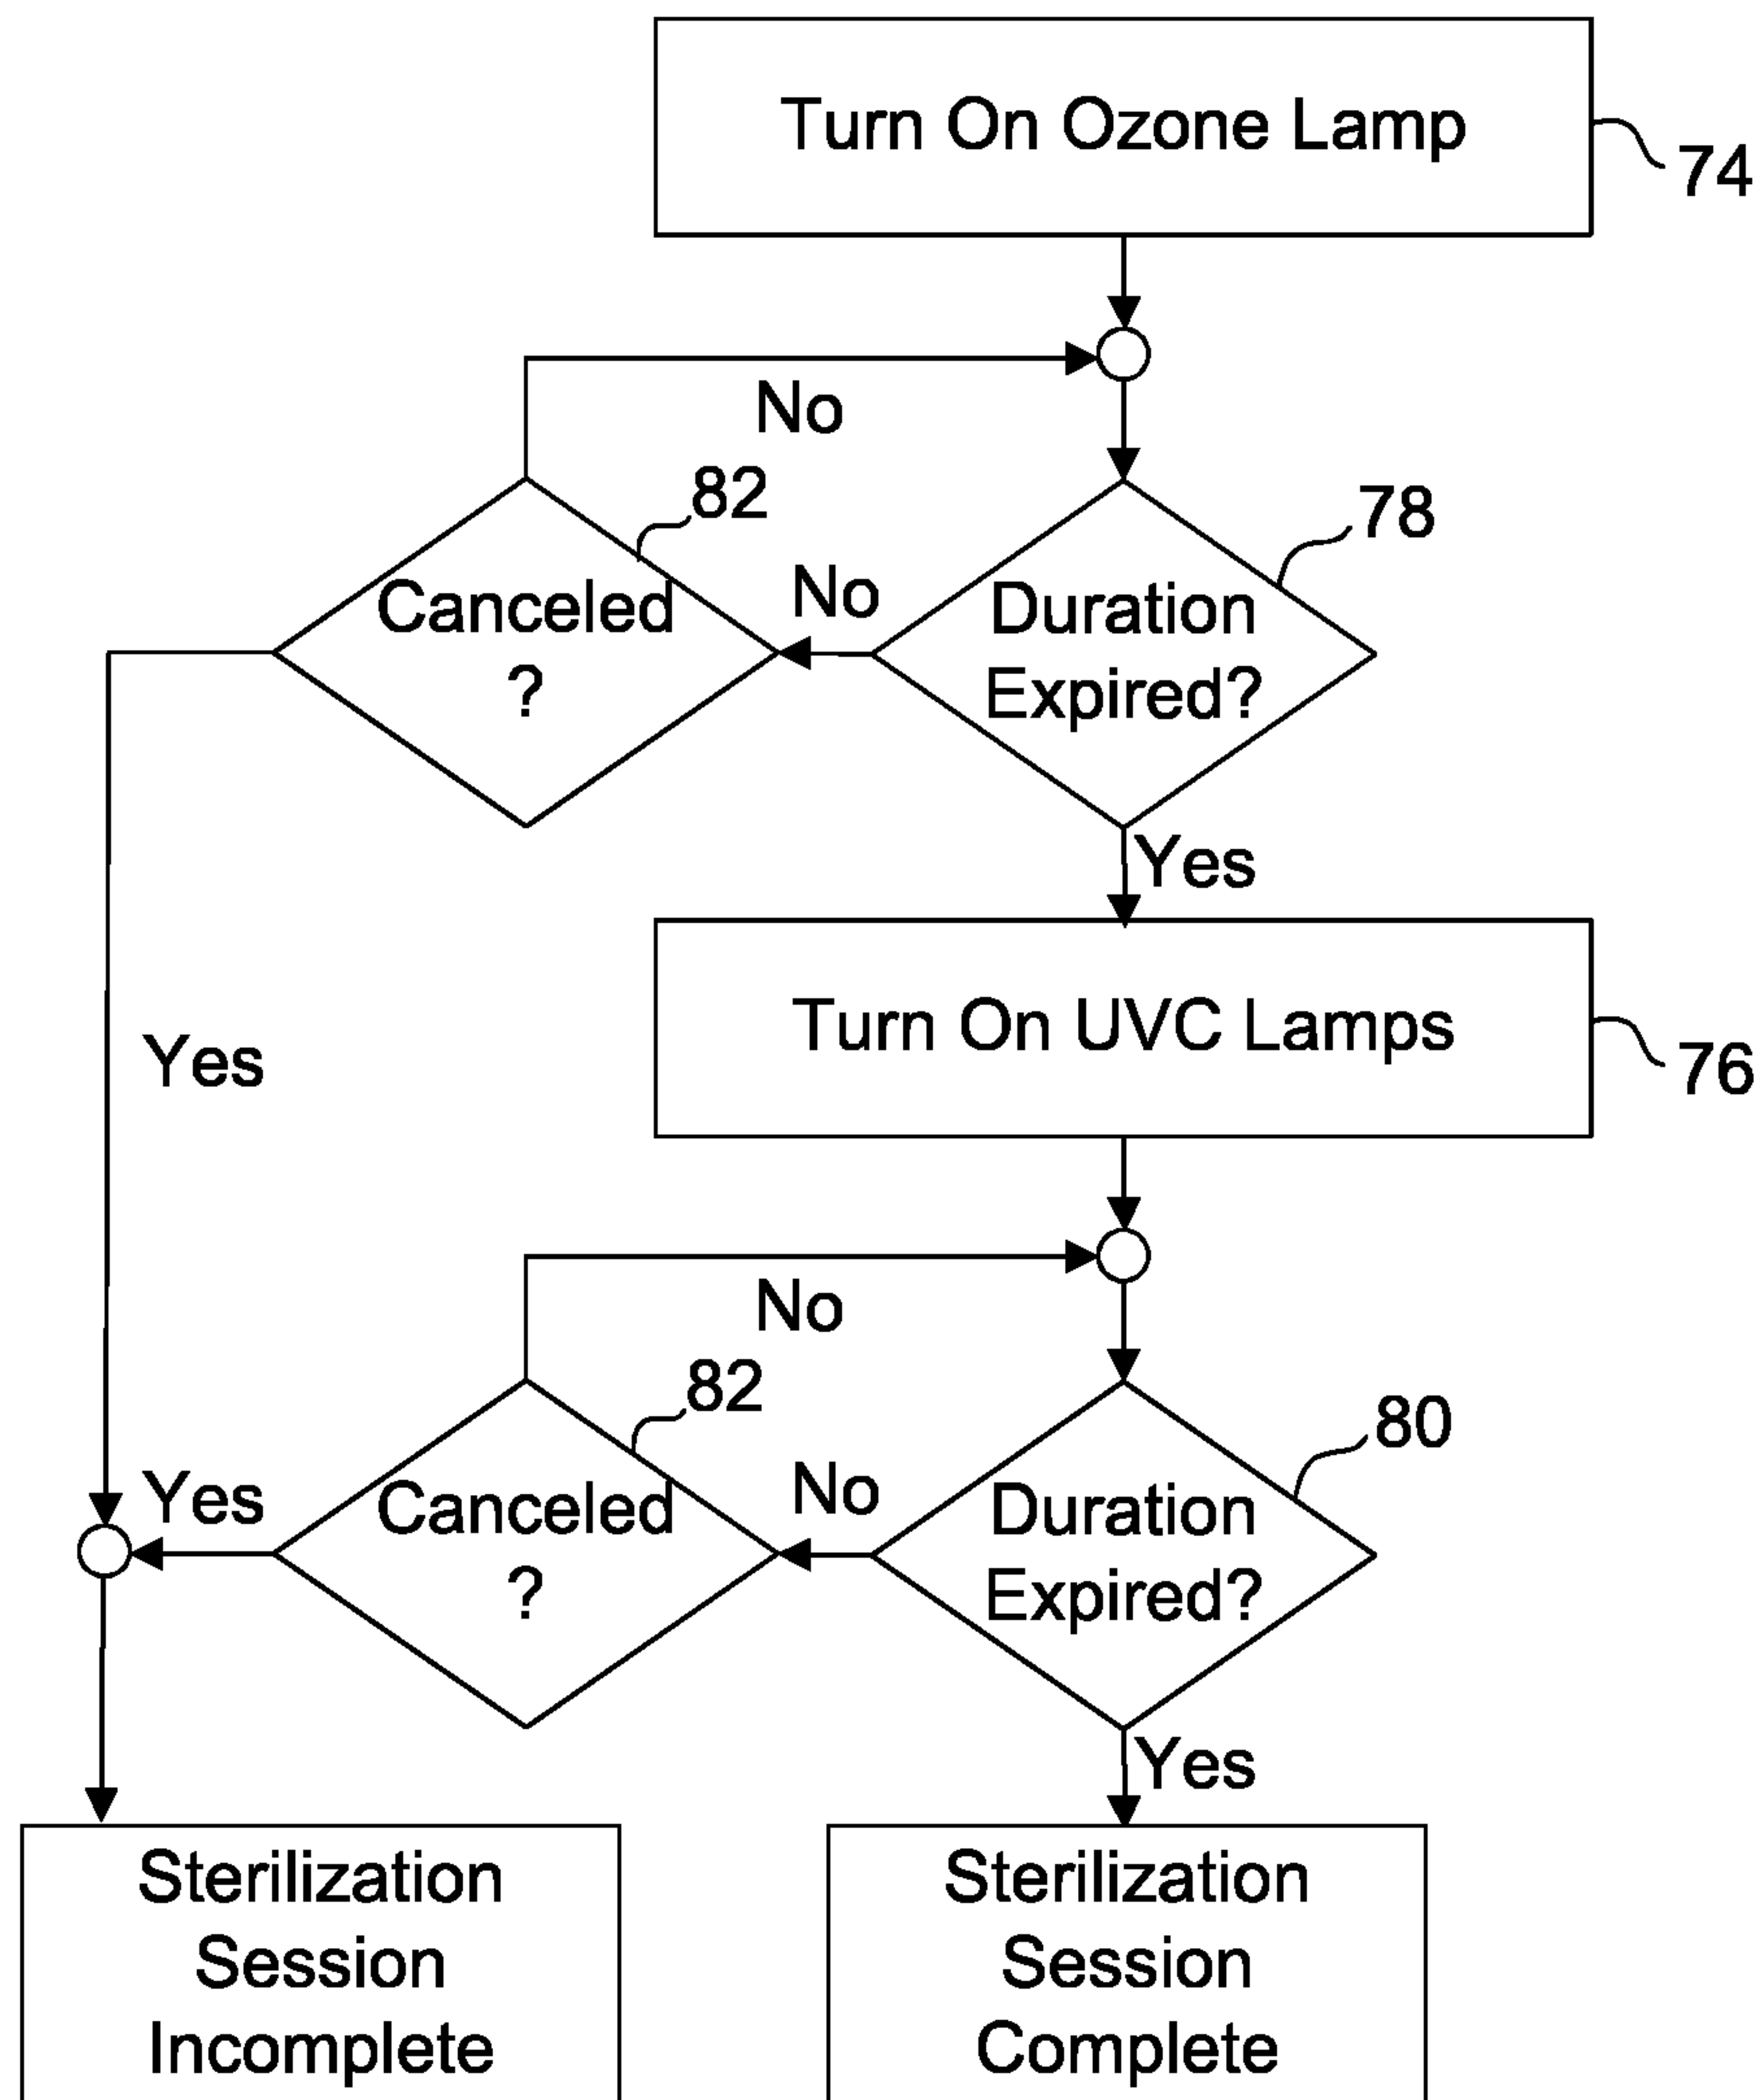 Turn On Ozone Lamp
74
No
82
78
Canceled
?
No
Duration
Expired?
Yes
Turn On UVC Lamps
76
Yes
No
82
80
Yes
Canceled
?
No
Duration
Expired?
Yes
Sterilization
Session
Incomplete
Sterilization
Session
Complete